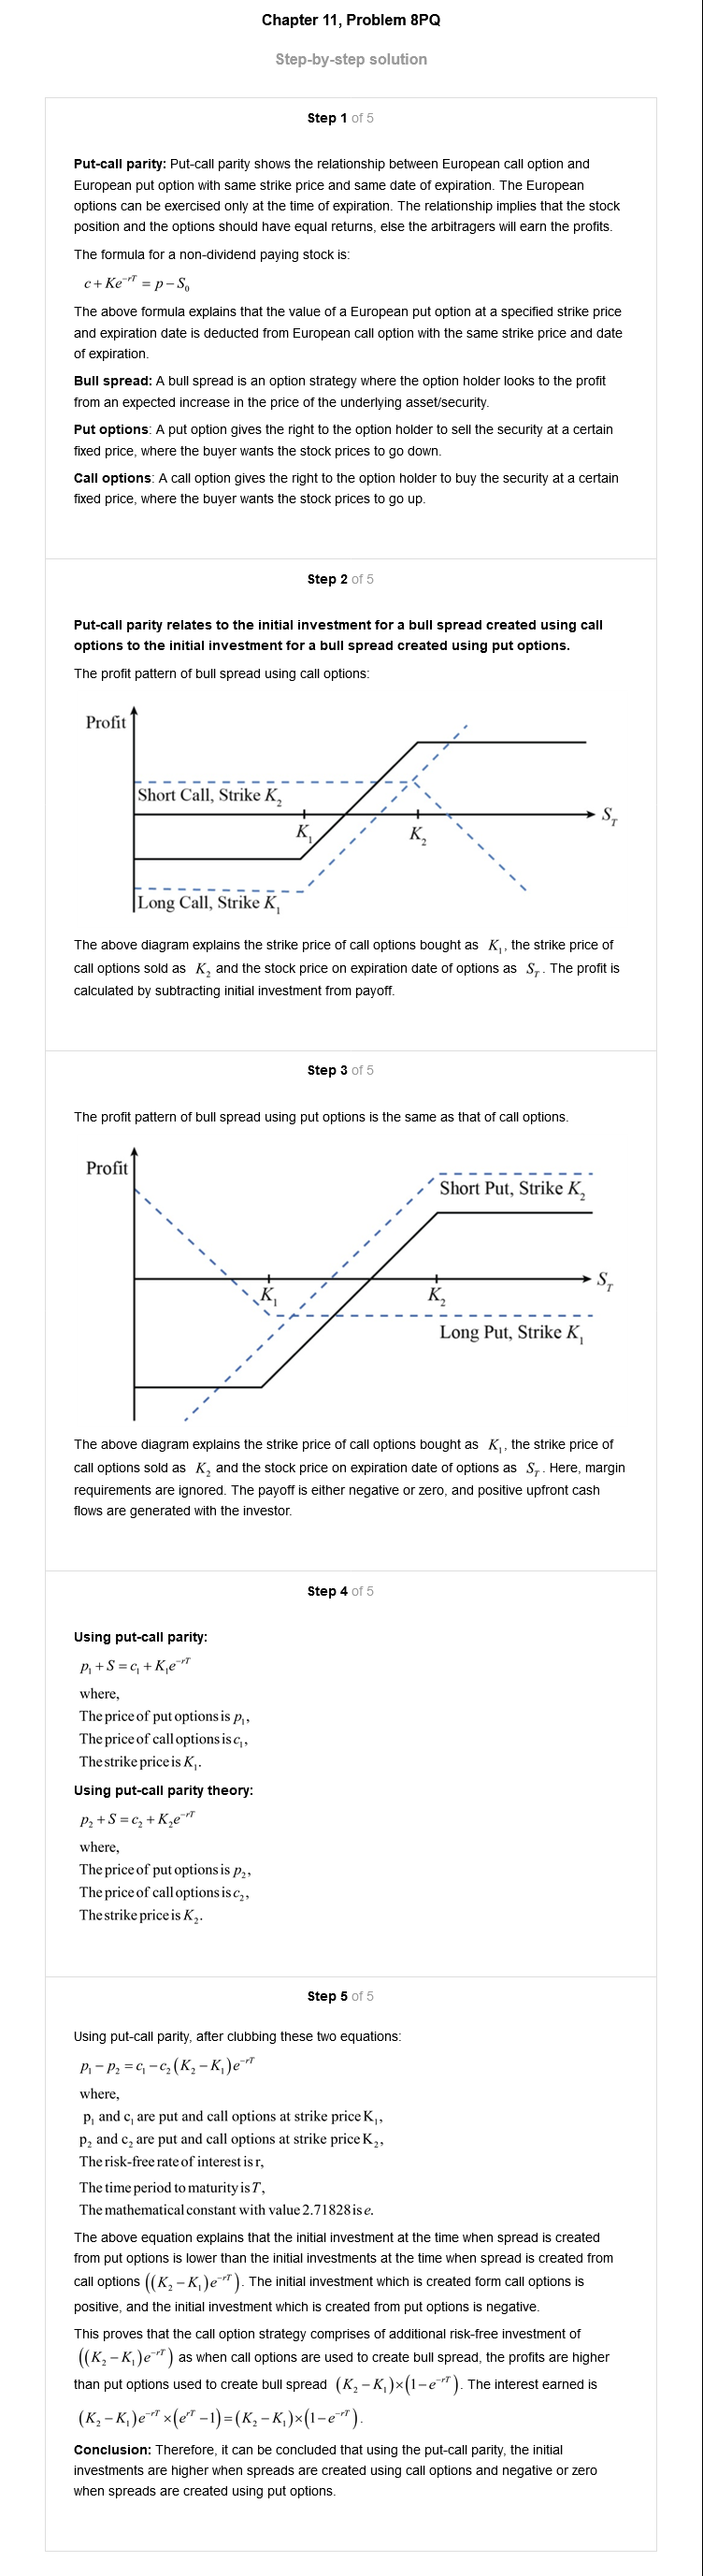 Chapter 11, Problem 8PQ
Step-by-step solution
Step 1 of 5
Put-call parity: Put-call parity shows the relationship between European call option and
European put option with same strike price and same date of expiration. The European
options can be exercised only at the time of expiration. The relationship implies that the stock
position and the options should have equal returns, else the arbitragers will earn the profits.
The formula for a non-dividend paying stock is:
c + Ke^{-rT} = p - S_0
The above formula explains that the value of a European put option at a specified strike price
and expiration date is deducted from European call option with the same strike price and date
of expiration.
Bull spread: A bull spread is an option strategy where the option holder looks to the profit
from an expected increase in the price of the underlying asset/security.
Put options: A put option gives the right to the option holder to sell the security at a certain
fixed price, where the buyer wants the stock prices to go down.
Call options: A call option gives the right to the option holder to buy the security at a certain
fixed price, where the buyer wants the stock prices to go up.
Step 2 of 5
Put-call parity relates to the initial investment for a bull spread created using call
options to the initial investment for a bull spread created using put options.
The profit pattern of bull spread using call options:
Profit
Short Call, Strike K_2
S_T
K_1
K_2
Long Call, Strike K_1
The above diagram explains the strike price of call options bought as K_1, the strike price of
call options sold as K_2 and the stock price on expiration date of options as S_T. The profit is
calculated by subtracting initial investment from payoff.
Step 3 of 5
The profit pattern of bull spread using put options is the same as that of call options.
Profit
Short Put, Strike K_2
S_T
K_1
K_2
Long Put, Strike K_1
The above diagram explains the strike price of call options bought as K_1, the strike price of
call options sold as K_2 and the stock price on expiration date of options as S_T. Here, margin
requirements are ignored. The payoff is either negative or zero, and positive upfront cash
flows are generated with the investor.
Step 4 of 5
Using put-call parity:
p_1 + S = c_1 + K_1e^{-rT}
where,
The price of put options is p_1,
The price of call options is c_1,
The strike price is K_1.
Using put-call parity theory:
p_2 + S = c_2 + K_2e^{-rT}
where,
The price of put options is p_2,
The price of call options is c_2,
The strike price is K_2.
Step 5 of 5
Using put-call parity, after clubbing these two equations:
p_1 - p_2 = c_1 - c_2(K_2 - K_1)e^{-rT}
where,
p_1 and c_1 are put and call options at strike price K_1,
p_2 and c_2 are put and call options at strike price K_2,
The risk-free rate of interest is r,
The time period to maturity is T,
The mathematical constant with value 2.71828 is e.
The above equation explains that the initial investment at the time when spread is created
from put options is lower than the initial investments at the time when spread is created from
call options ((K_2 - K_1)e^{-rT}). The initial investment which is created form call options is
positive, and the initial investment which is created from put options is negative.
This proves that the call option strategy comprises of additional risk-free investment of
((K_2 - K_1)e^{-rT}) as when call options are used to create bull spread, the profits are higher
than put options used to create bull spread (K_2 - K_1)×(1 - e^{-rT}). The interest earned is
(K_2 - K_1)e^{-rT}×(e^{rT} - 1) = (K_2 - K_1)×(1 - e^{-rT}).
Conclusion: Therefore, it can be concluded that using the put-call parity, the initial
investments are higher when spreads are created using call options and negative or zero
when spreads are created using put options.